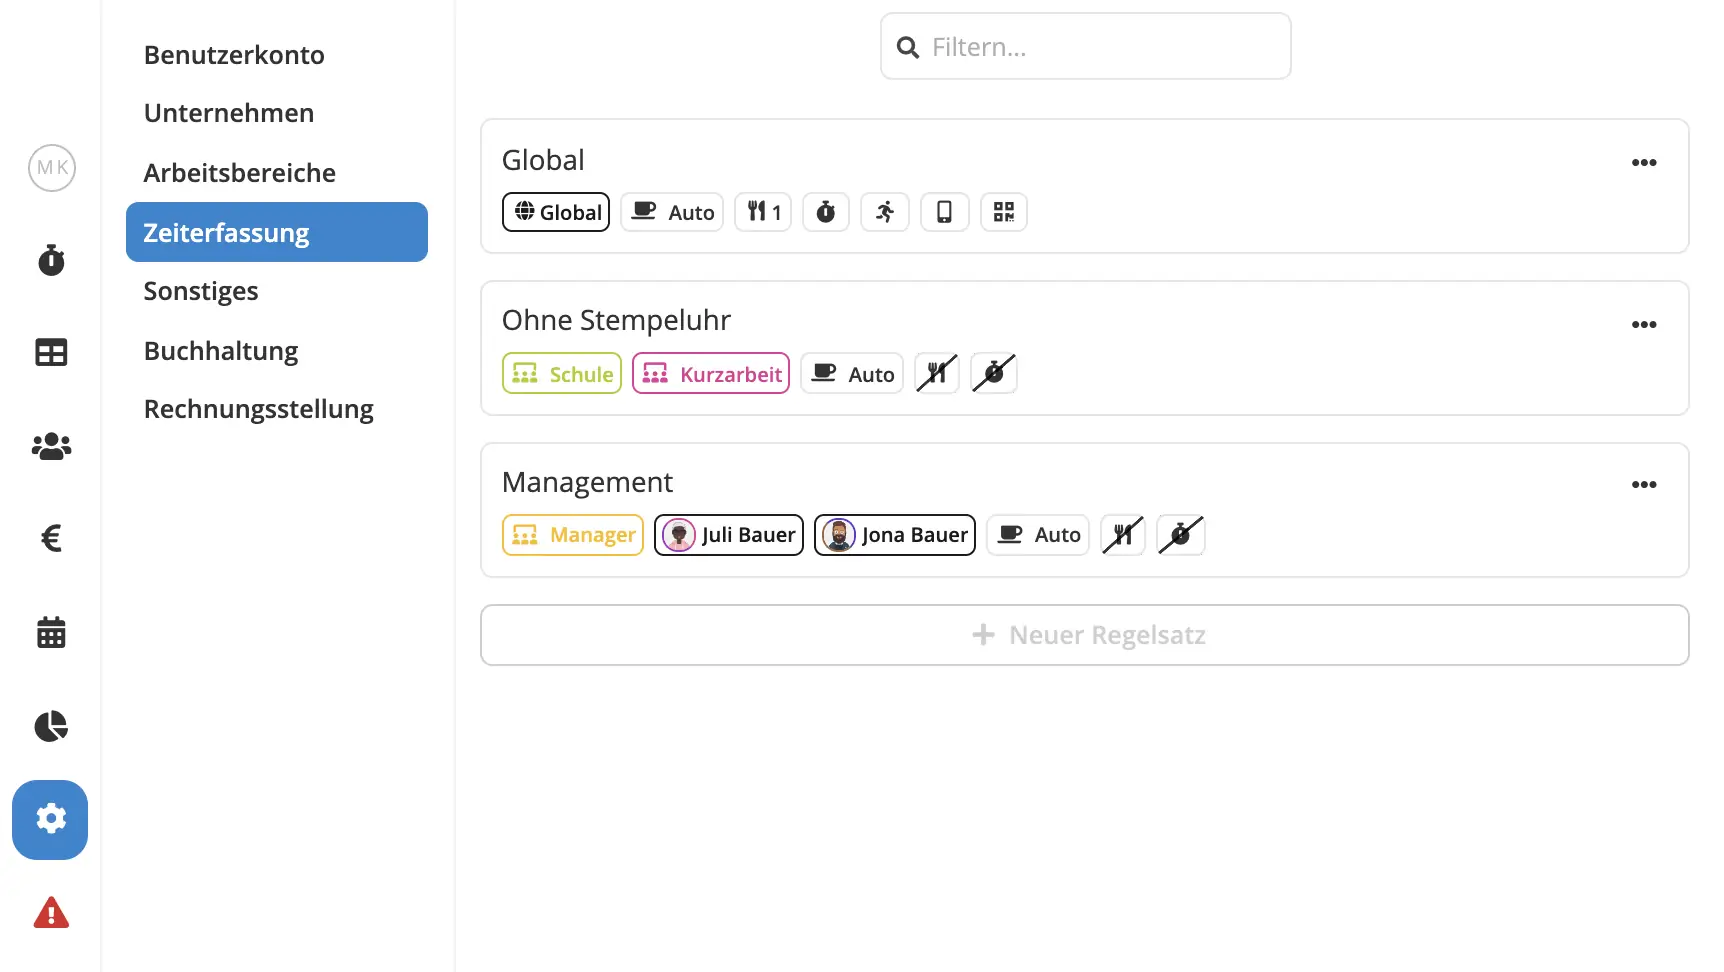 MK
Benutzerkonto
Unternehmen
Arbeitsbereiche
Zeiterfassung
Sonstiges
Buchhaltung
Rechnungsstellung
Filtern...
Global
Global Auto 1
Ohne Stempeluhr
Schule Kurzarbeit Auto
Management
Manager Juli Bauer Jona Bauer Auto
Neuer Regelsatz